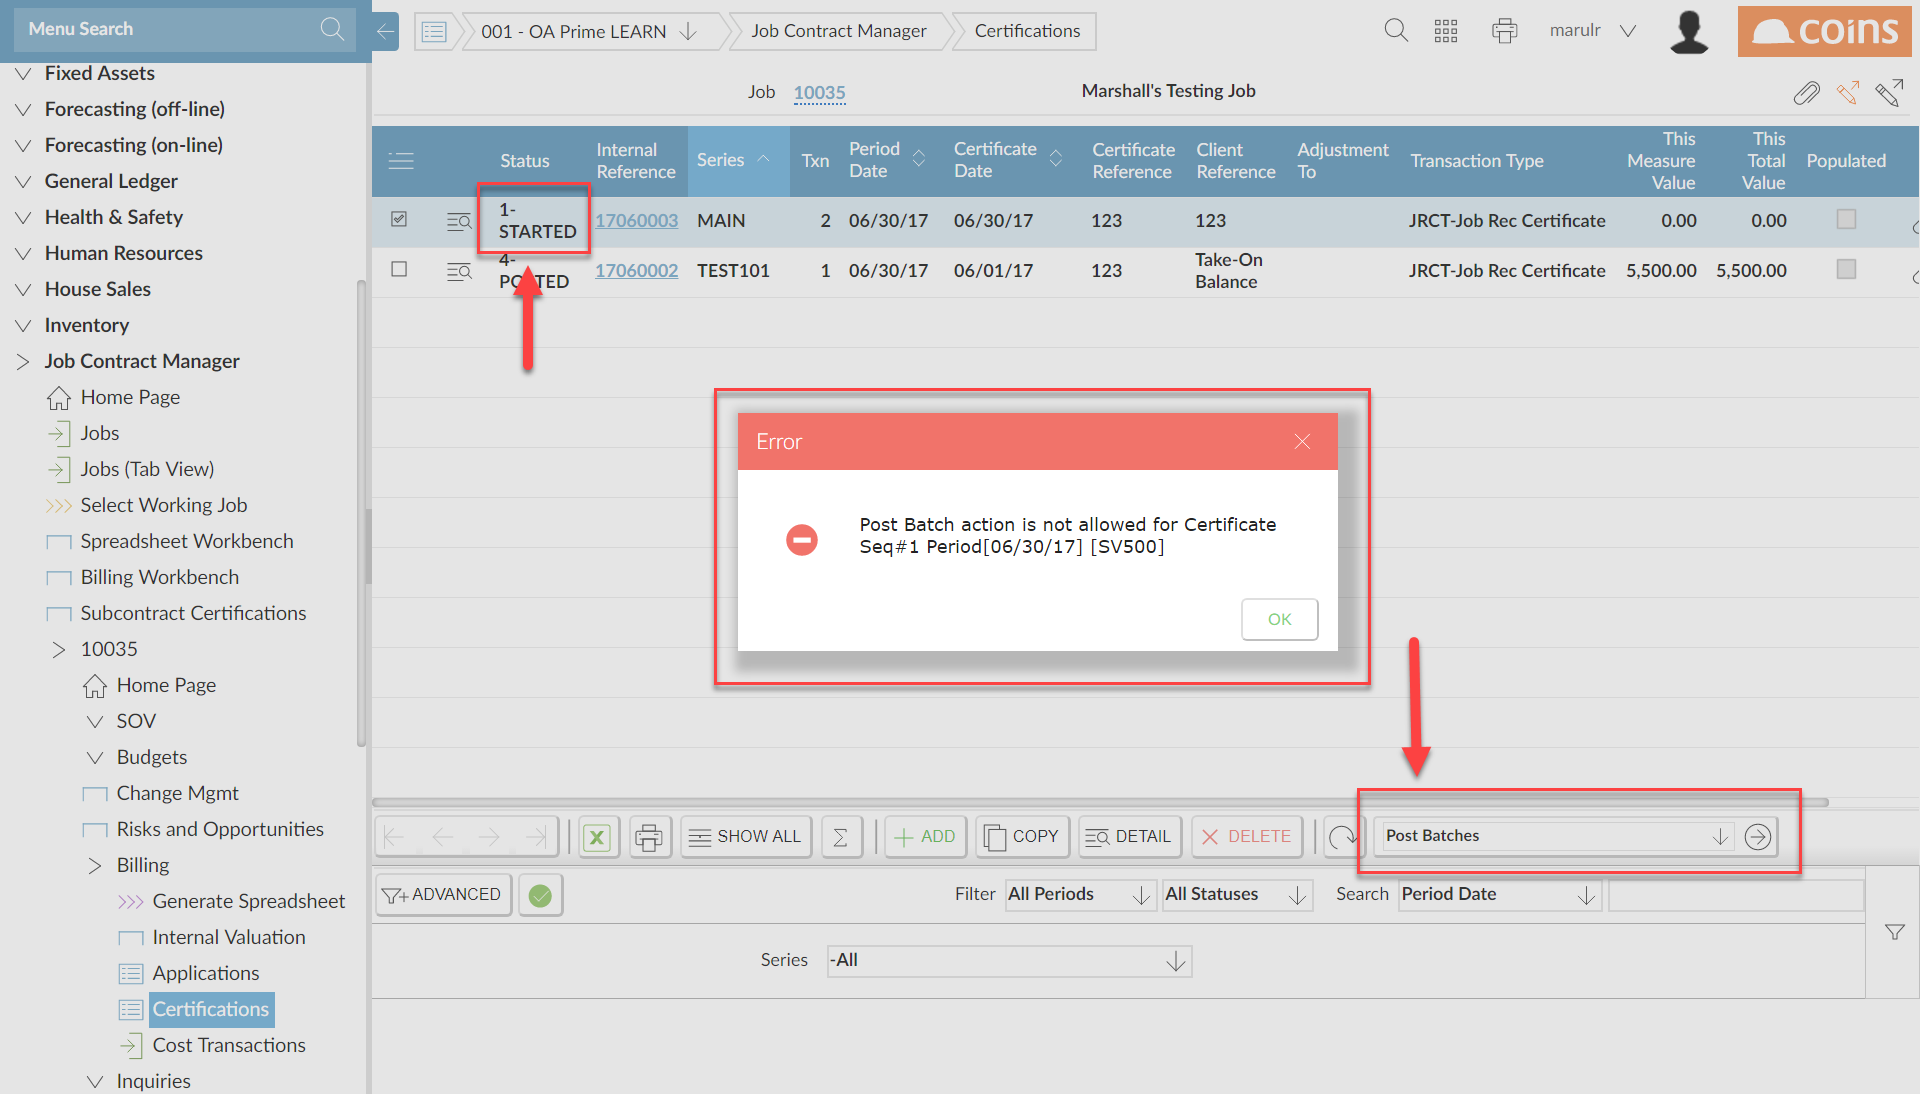 Menu Search
001 - OA Prime LEARN
Job Contract Manager
Certifications
marulr
coins
Fixed Assets
Forecasting (off-line)
Forecasting (on-line)
General Ledger
Health & Safety
Human Resources
House Sales
Inventory
Job Contract Manager
Home Page
Jobs
Jobs (Tab View)
Select Working Job
Spreadsheet Workbench
Billing Workbench
Subcontract Certifications
10035
Home Page
SOV
Budgets
Change Mgmt
Risks and Opportunities
Billing
Generate Spreadsheet
Internal Valuation
Applications
Certifications
Cost Transactions
Inquiries
Job 10035 Marshall's Testing Job
Status
Internal
Reference
Series
Txn
Period
Date
Certificate
Date
Certificate
Reference
Client
Reference
Adjustment
To
Transaction Type
This
Measure
Value
This
Total
Value
Populated
1-
STARTED
17060003 MAIN 2 06/30/17 06/30/17 123 123 JRCT-Job Rec Certificate 0.00 0.00
4-
POSTED
17060002 TEST101 1 06/30/17 06/01/17 123
Take-On
Balance
JRCT-Job Rec Certificate 5,500.00 5,500.00
Error
Post Batch action is not allowed for Certificate
Seq#1 Period[06/30/17] [SV500]
OK
SHOW ALL
ADD
COPY
DETAIL
DELETE
Post Batches
ADVANCED
Filter All Periods All Statuses Search Period Date
Series -All